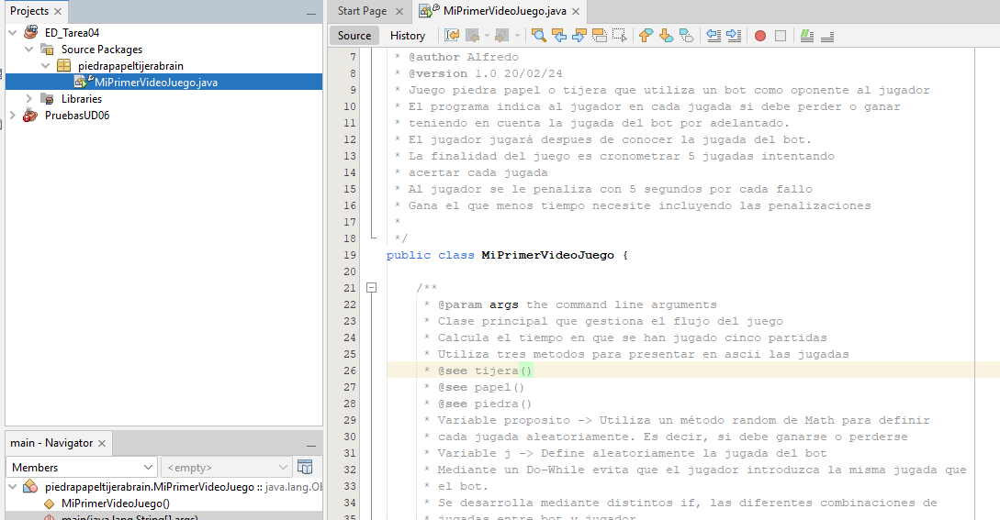 Projects
ED_Tarea04
Source Packages
piedrapapeltijerabrain
MiPrimerVideoJuego.java
Libraries
PruebasUD06
main - Navigator
Members
<empty>
piedrapapeltijerabrain.MiPrimerVideoJuego :: java.lang.Ob
MiPrimerVideoJuego()
main(java.lang.String[] args)
Start Page
MiPrimerVideoJuego.java
Source History
7 * @author Alfredo
8 * @version 1.0 20/02/24
9 * Juego piedra papel o tijera que utiliza un bot como oponente al jugador
10 * El programa indica al jugador en cada jugada si debe perder o ganar
11 * teniendo en cuenta la jugada del bot por adelantado.
12 * El jugador jugará despues de conocer la jugada del bot.
13 * La finalidad del juego es cronometrar 5 jugadas intentando
14 * acertar cada jugada
15 * Al jugador se le penaliza con 5 segundos por cada fallo
16 * Gana el que menos tiempo necesite incluyendo las penalizaciones
17 *
18 */
19 public class MiPrimerVideoJuego {
20
21 /**
22 * @param args the command line arguments
23 * Clase principal que gestiona el flujo del juego
24 * Calcula el tiempo en que se han jugado cinco partidas
25 * Utiliza tres metodos para presentar en ascii las jugadas
26 * @see tijera()
27 * @see papel()
28 * @see piedra()
29 * Variable proposito -> Utiliza un método random de Math para definir
30 * cada jugada aleatoriamente. Es decir, si debe ganarse o perderse
31 * Variable j -> Define aleatoriamente la jugada del bot
32 * Mediante un Do-While evita que el jugador introduzca la misma jugada que
33 * el bot.
34 * Se desarrolla mediante distintos if, las diferentes combinaciones de
35 * jugadas entre bot y jugador